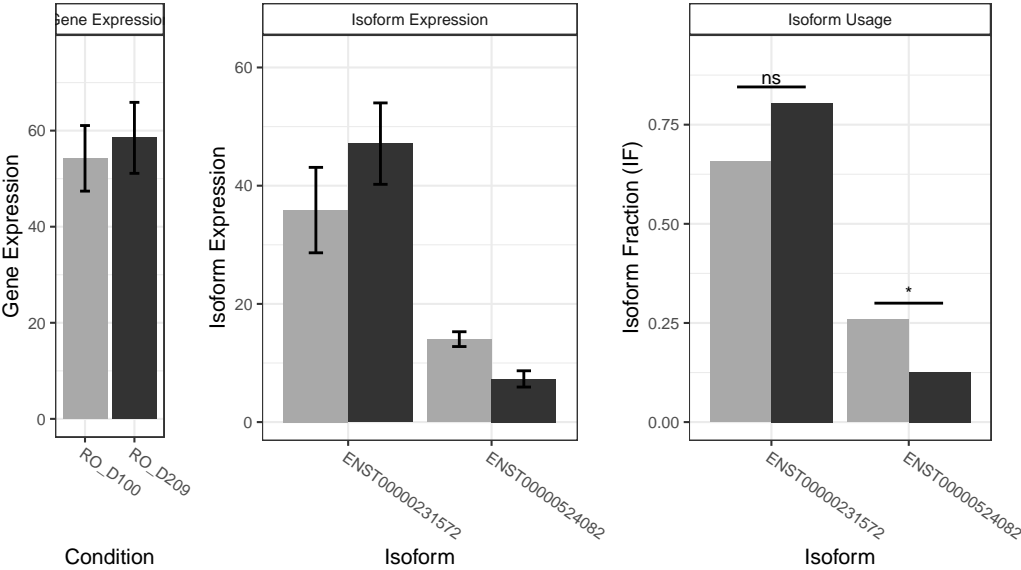 Gene Expression
Gene Expression
60
40
20
0
RO_D100
RO_D209
Condition
Isoform Expression
Isoform Expression
60
40
20
0
ENST00000231572
ENST00000524082
Isoform
Isoform Usage
Isoform Fraction (IF)
0.75
0.50
0.25
0.00
ns
*
ENST00000231572
ENST00000524082
Isoform